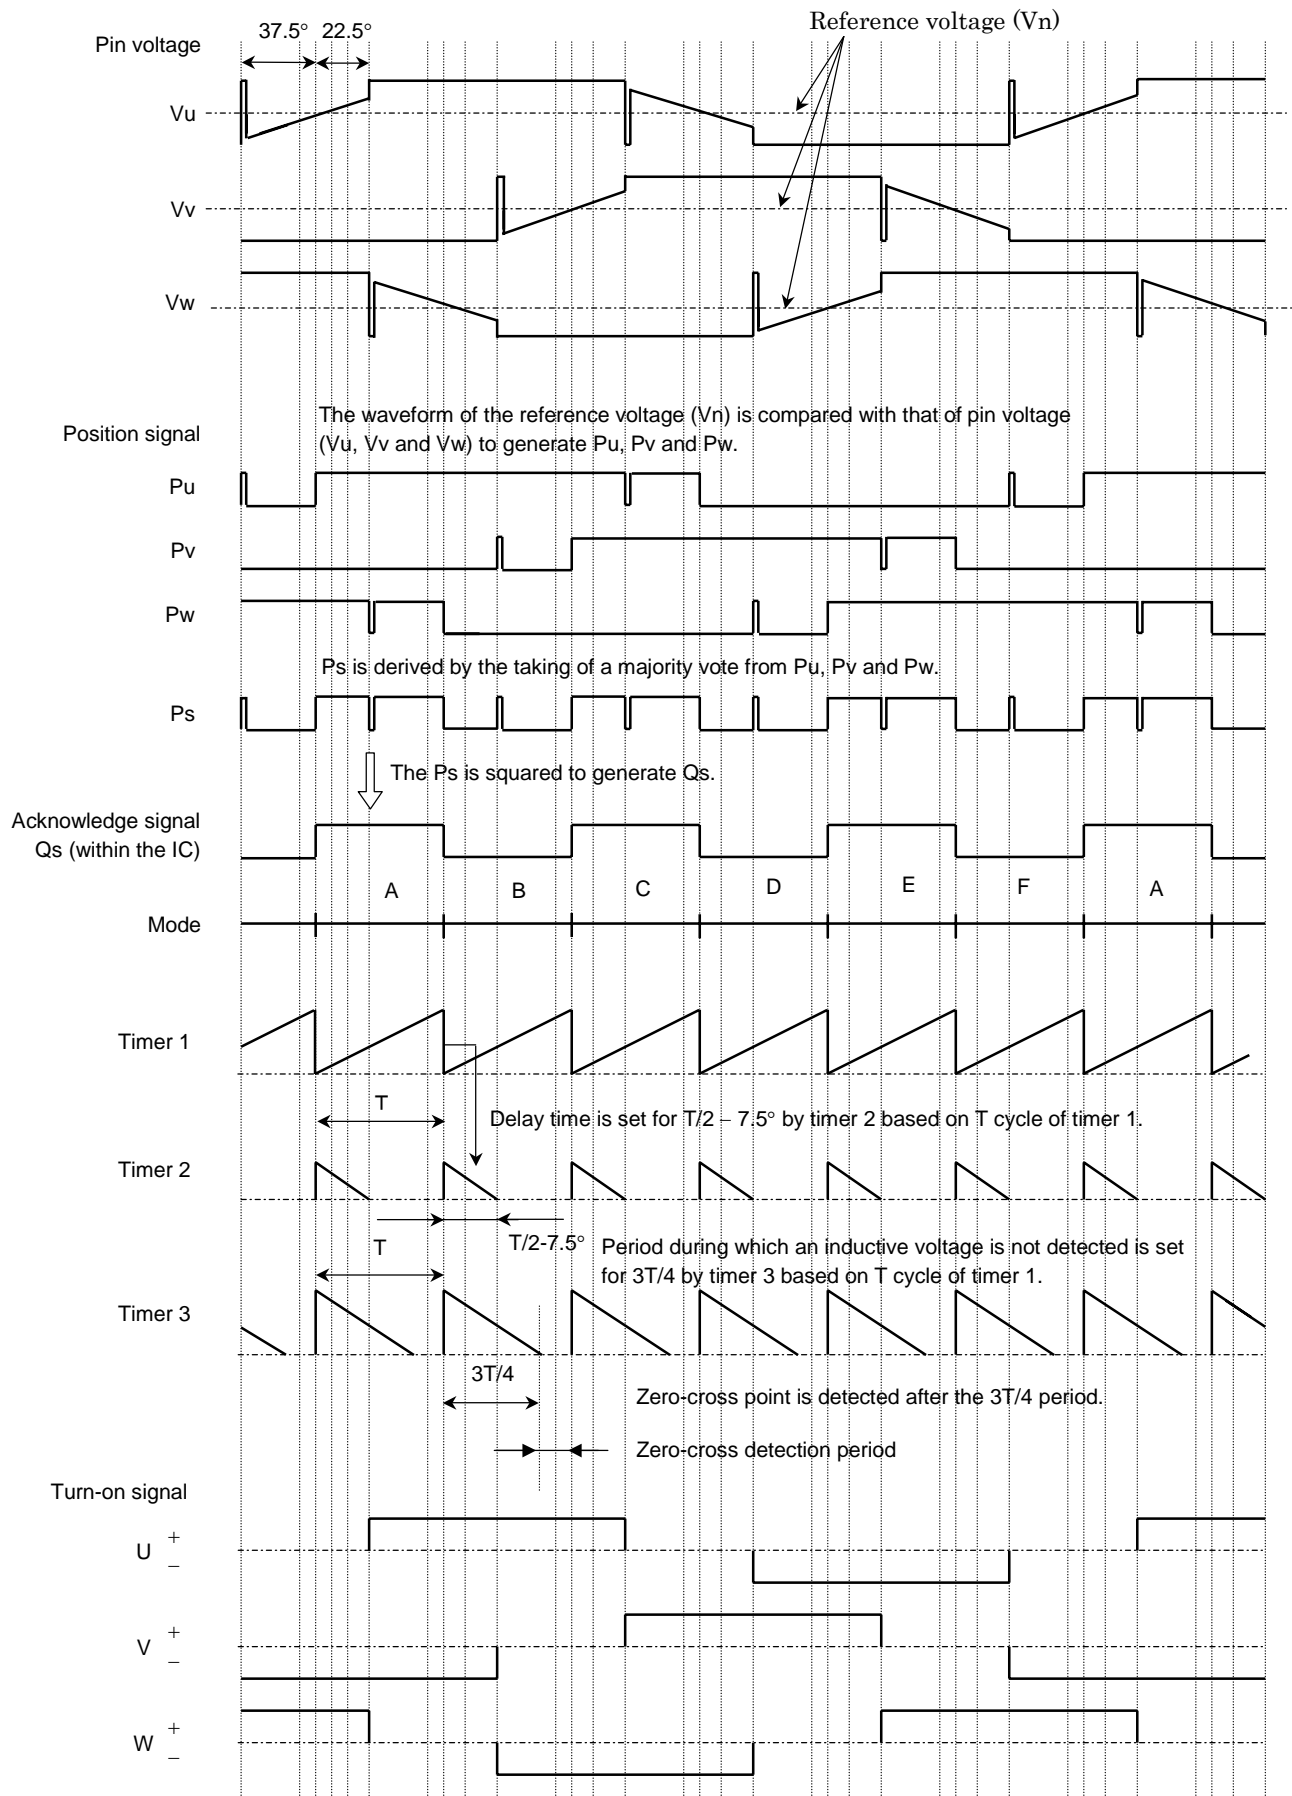 Reference voltage (Vn)
37.5° 22.5°
Pin voltage
Vu
Vv
Vw
The waveform of the reference voltage (Vn) is compared with that of pin voltage
(Vu, Vv and Vw) to generate Pu, Pv and Pw.
Position signal
Pu
Pv
Pw
Ps is derived by the taking of a majority vote from Pu, Pv and Pw.
Ps
The Ps is squared to generate Qs.
Acknowledge signal
Qs (within the IC)
A B C D E F A
Mode
Timer 1
T
Delay time is set for T/2 – 7.5° by timer 2 based on T cycle of timer 1.
Timer 2
T
T/2-7.5°
Period during which an inductive voltage is not detected is set
for 3T/4 by timer 3 based on T cycle of timer 1.
Timer 3
3T/4
Zero-cross point is detected after the 3T/4 period.
Zero-cross detection period
Turn-on signal
U + −
V + −
W + −